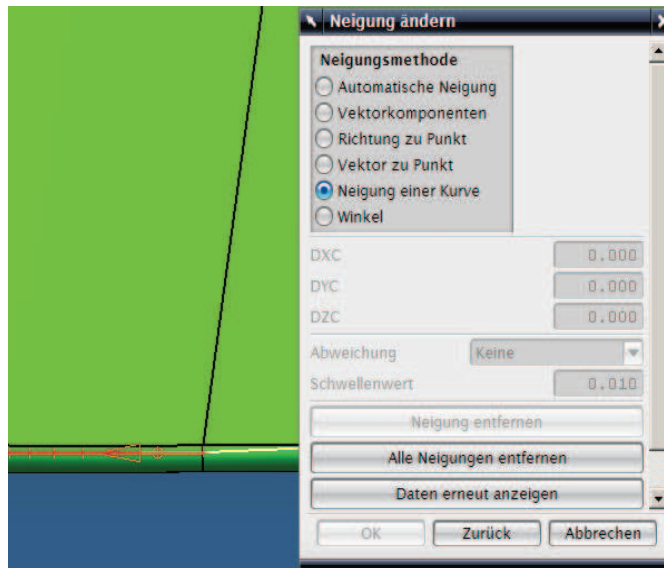 Neigung ändern
Neigungsmethode
Automatische Neigung
Vektorkomponenten
Richtung zu Punkt
Vektor zu Punkt
Neigung einer Kurve
Winkel
DXC 0.000
DYC 0.000
DZC 0.000
Abweichung Keine
Schwellenwert 0.010
Neigung entfernen
Alle Neigungen entfernen
Daten erneut anzeigen
OK Zurück Abbrechen